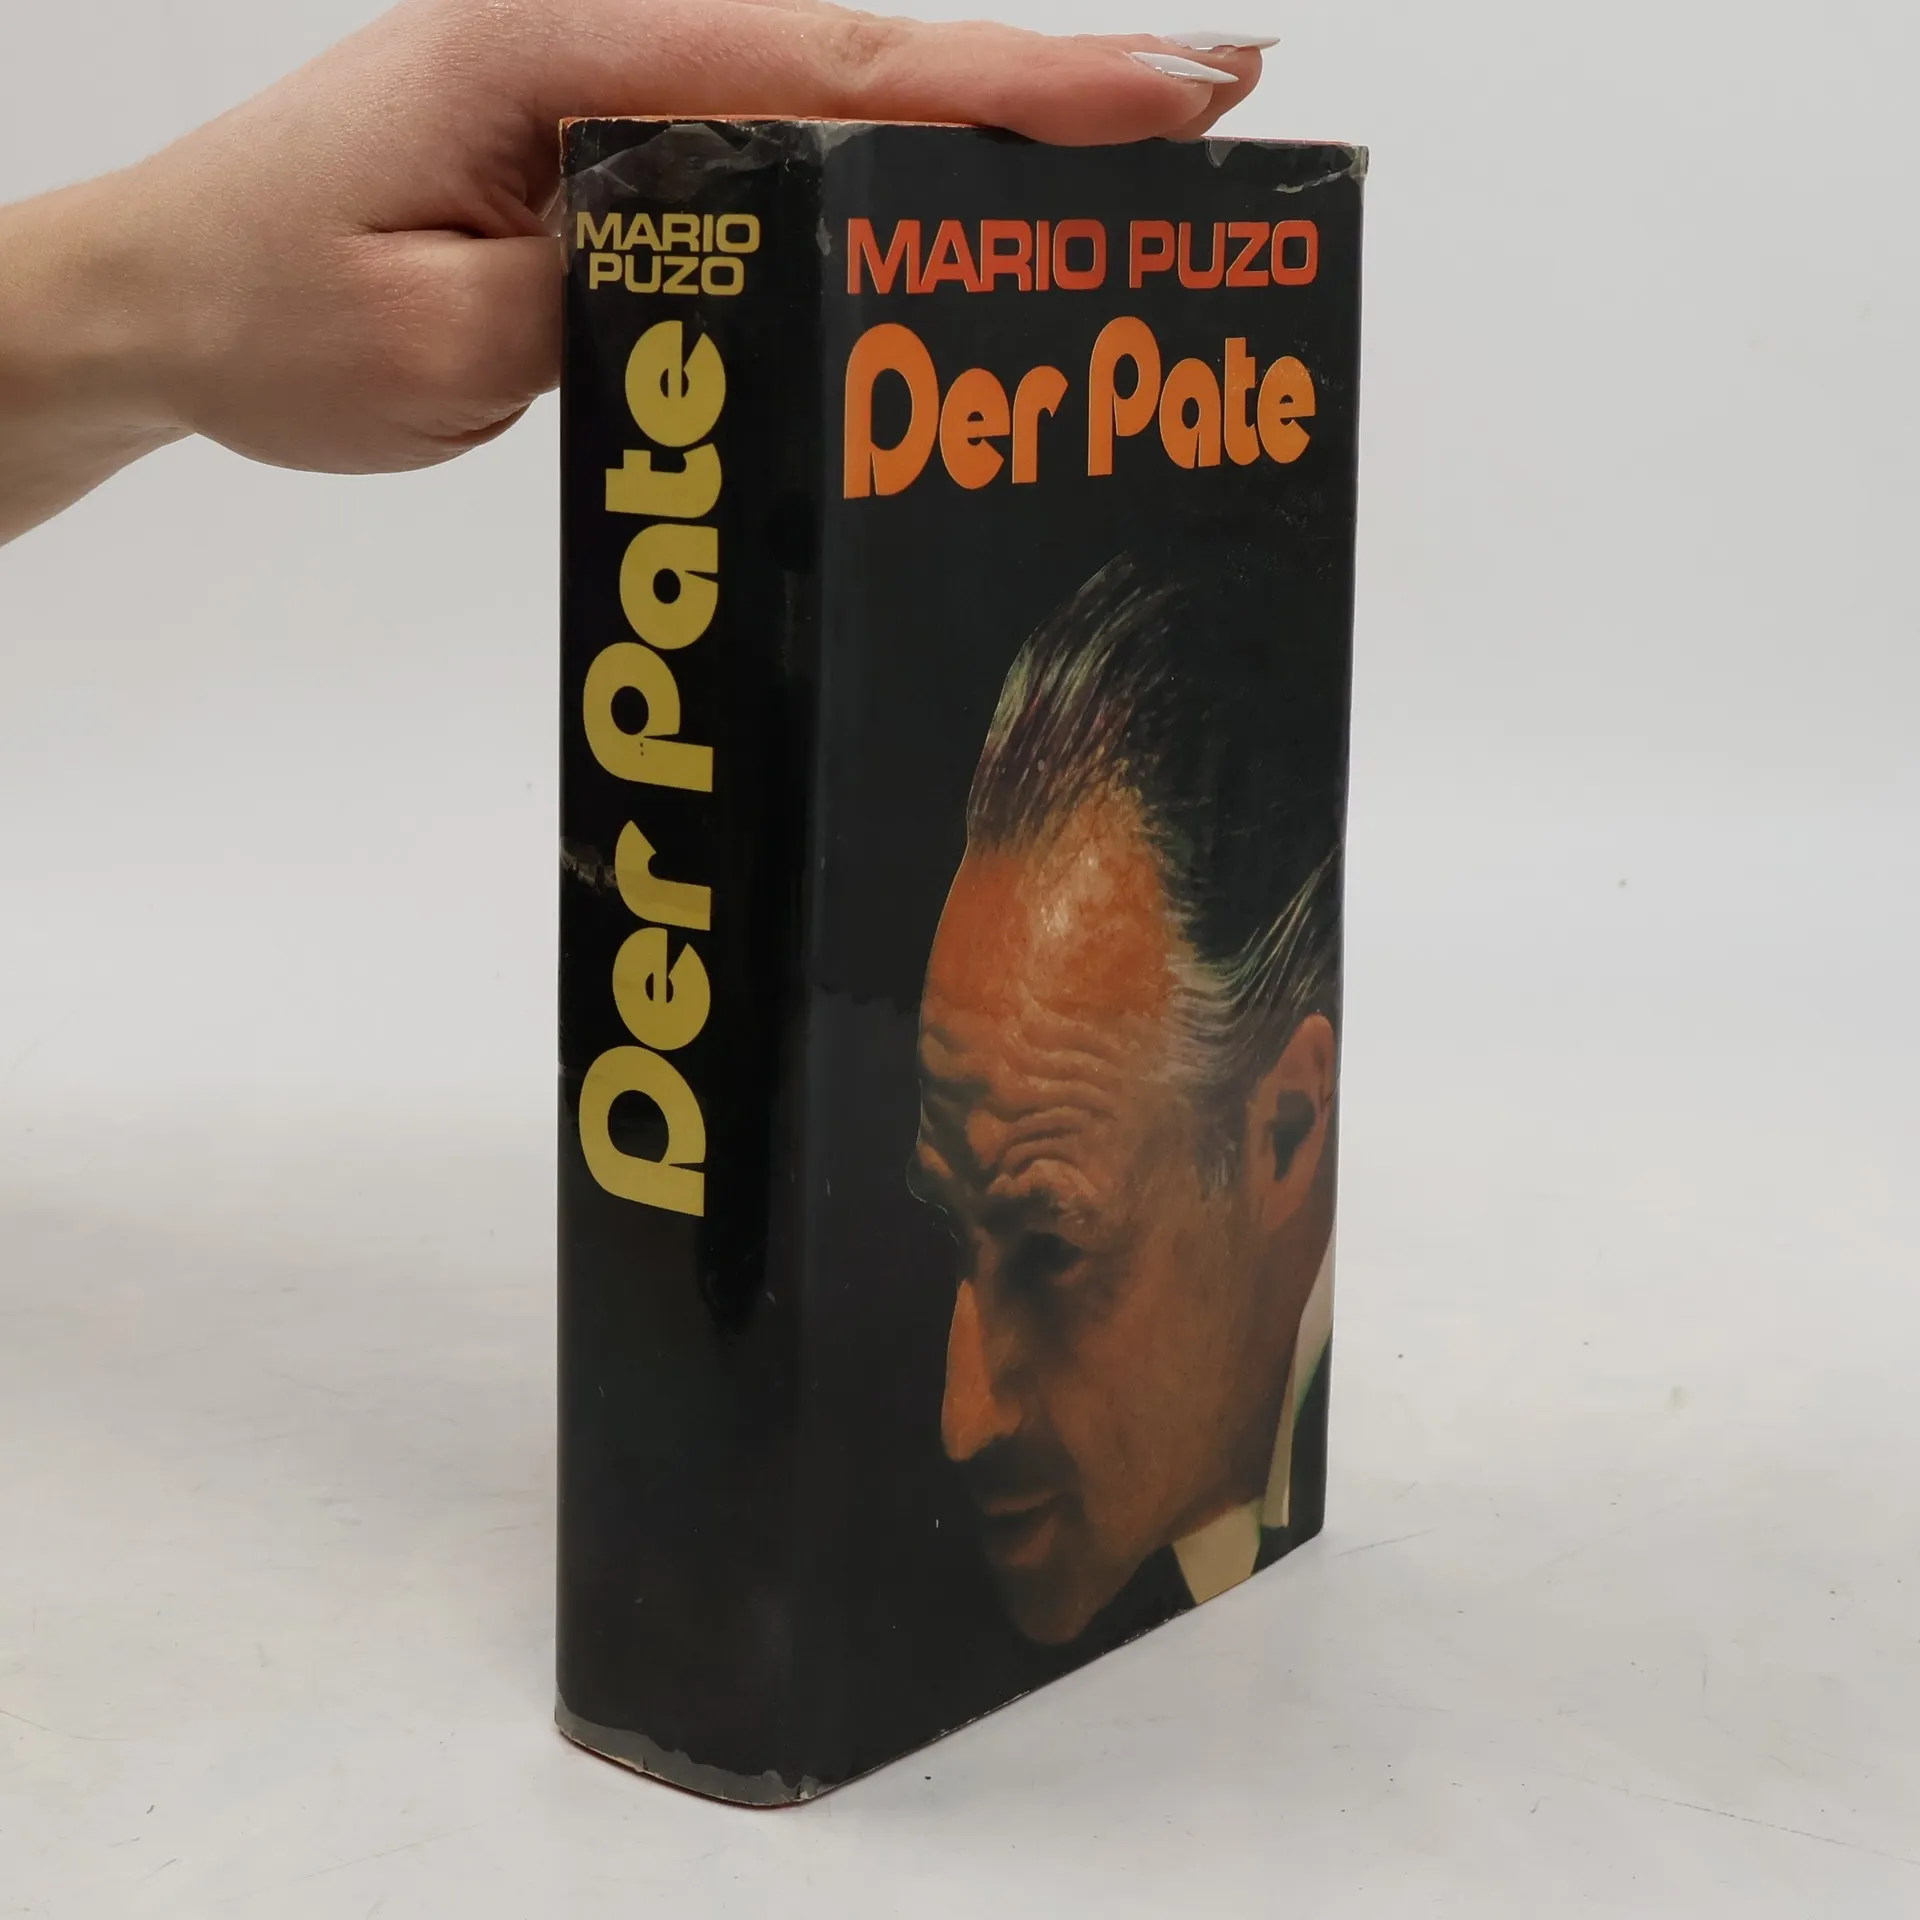 MARIO
PUZO
Der Pate
MARIO PUZO
Der Pate